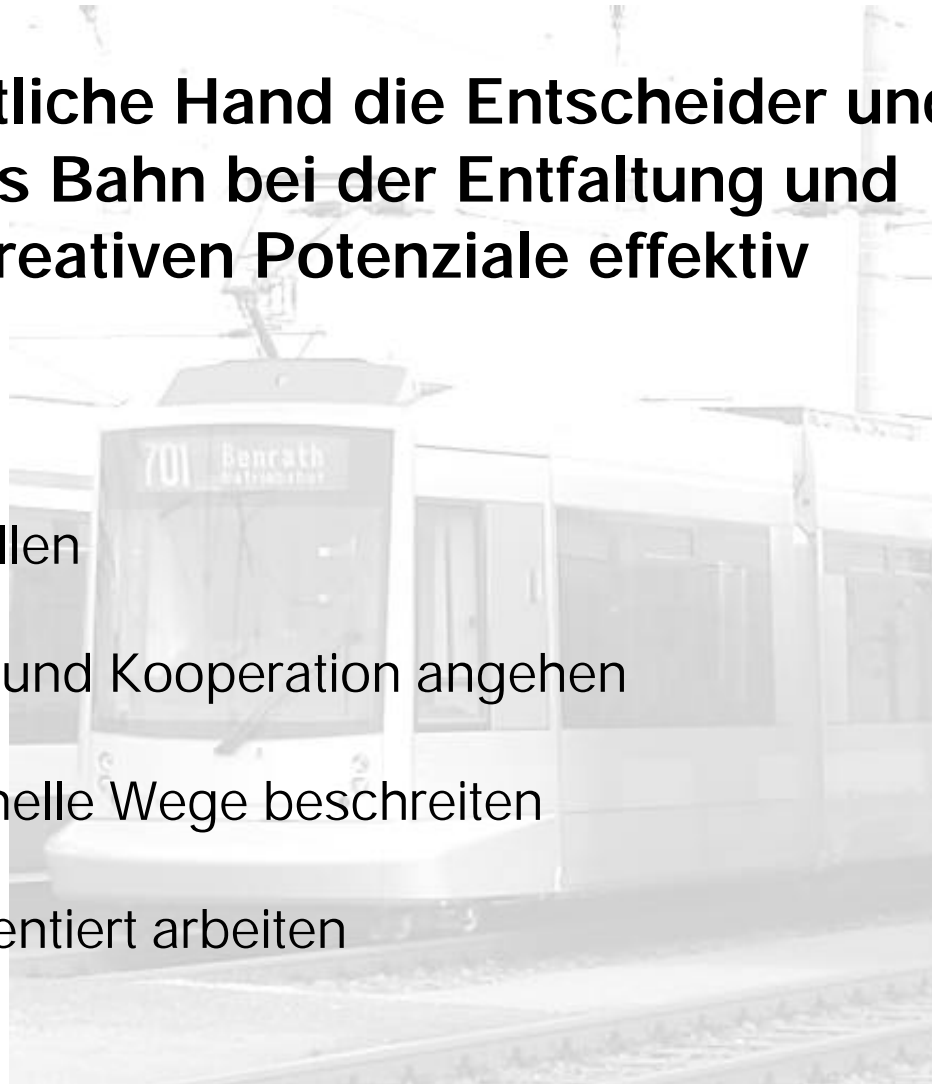 tliche Hand die Entscheider und
s Bahn bei der Entfaltung und
reativen Potenziale effektiv
701 Benrath
llen
und Kooperation angehen
nelle Wege beschreiten
entiert arbeiten